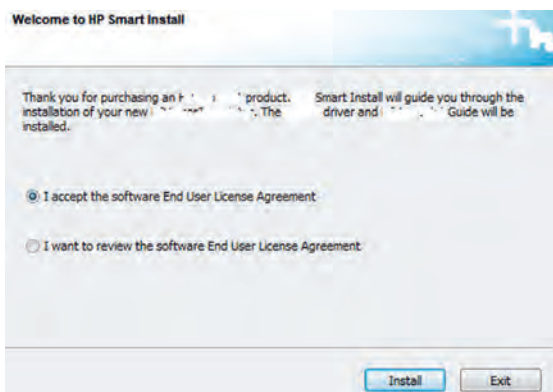 Welcome to HP Smart Install
Thank you for purchasing an product. Smart Install will guide you through the
installation of your new . The driver and Guide will be
installed.
I accept the software End User License Agreement
I want to review the software End User License Agreement
Install
Exit